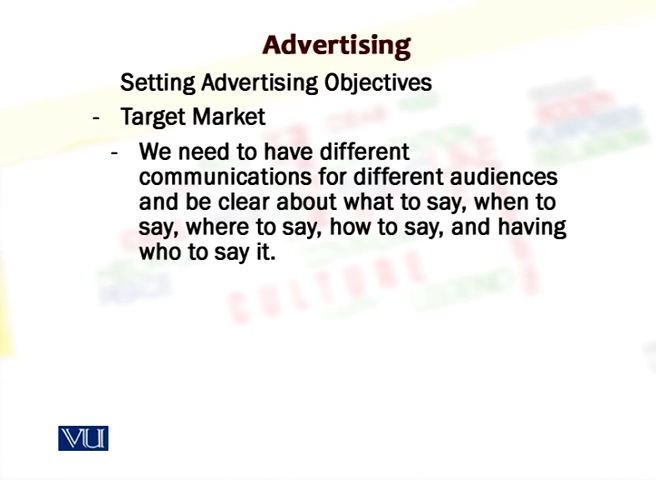 Advertising
Setting Advertising Objectives
- Target Market
- We need to have different
communications for different audiences
and be clear about what to say, when to
say, where to say, how to say, and having
who to say it.
CULTURE
VU